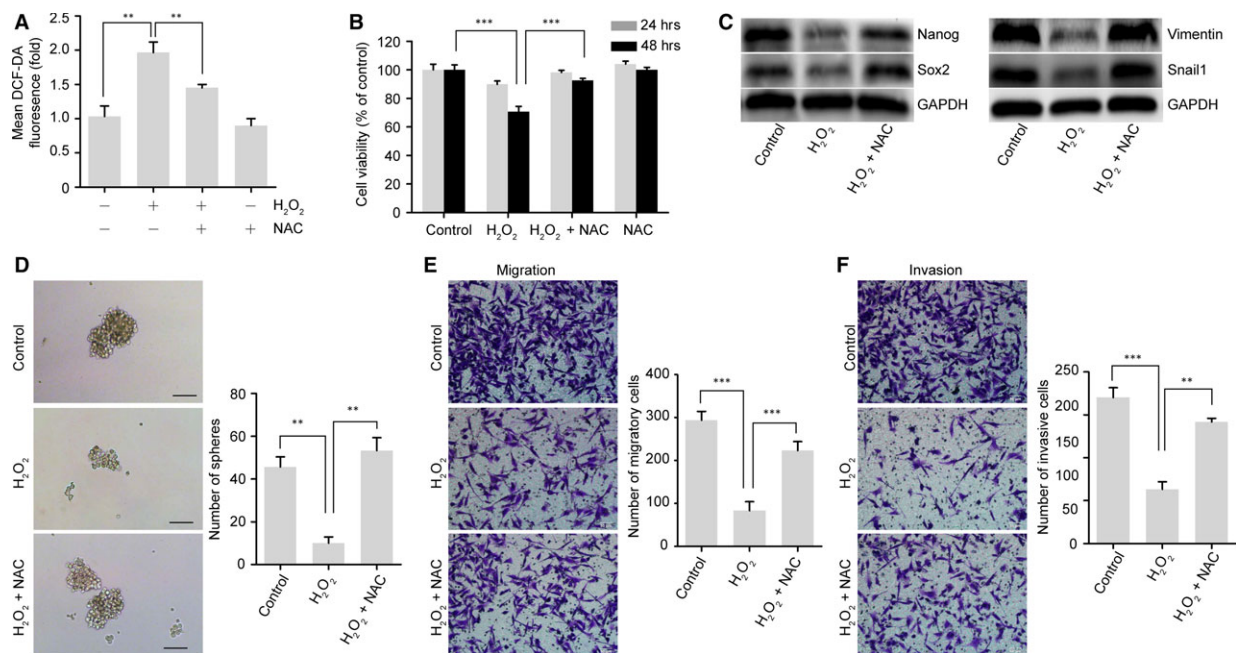 A
Mean DCF-DA
fluoresence (fold)
2.5
2.0
1.5
1.0
0.5
0
**
**
− + + − H₂O₂
− − + + NAC
B
Cell viability (% of control)
120
100
80
60
40
20
0
***
***
24 hrs
48 hrs
Control
H₂O₂
H₂O₂ + NAC
NAC
C
Nanog
Sox2
GAPDH
Control
H₂O₂
H₂O₂ + NAC
Vimentin
Snail1
GAPDH
Control
H₂O₂
H₂O₂ + NAC
D
Control
H₂O₂
H₂O₂ + NAC
Number of spheres
80
60
40
20
0
**
**
Control
H₂O₂
H₂O₂ + NAC
E
Migration
Control
H₂O₂
H₂O₂ + NAC
Number of migratory cells
400
300
200
100
0
***
***
Control
H₂O₂
H₂O₂ + NAC
F
Invasion
Control
H₂O₂
H₂O₂ + NAC
Number of invasive cells
250
200
150
100
50
0
***
**
Control
H₂O₂
H₂O₂ + NAC